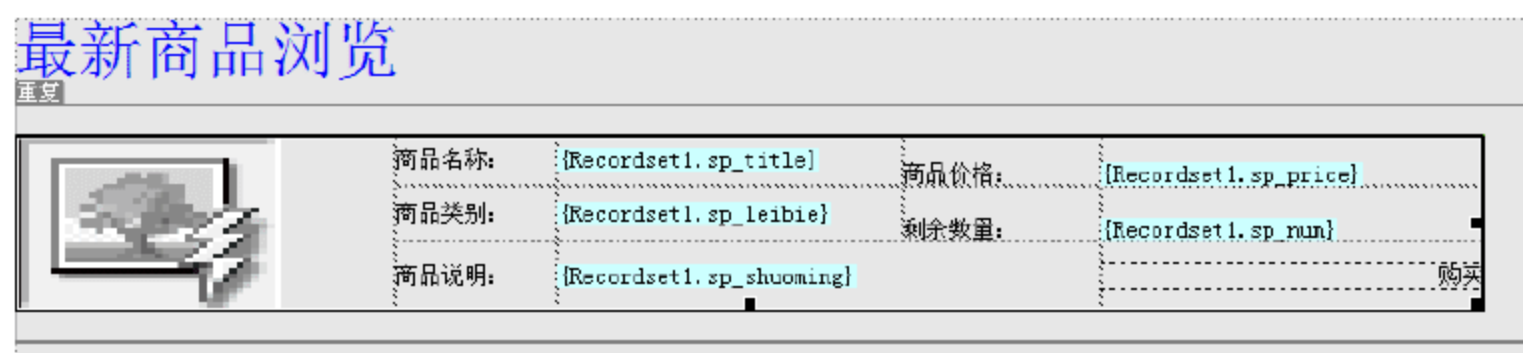 最新商品浏览
重复
商品名称： {Recordset1.sp_title} 商品价格： {Recordset1.sp_price}
商品类别： {Recordset1.sp_leibie} 剩余数量： {Recordset1.sp_num}
商品说明： {Recordset1.sp_shuoming} 购买